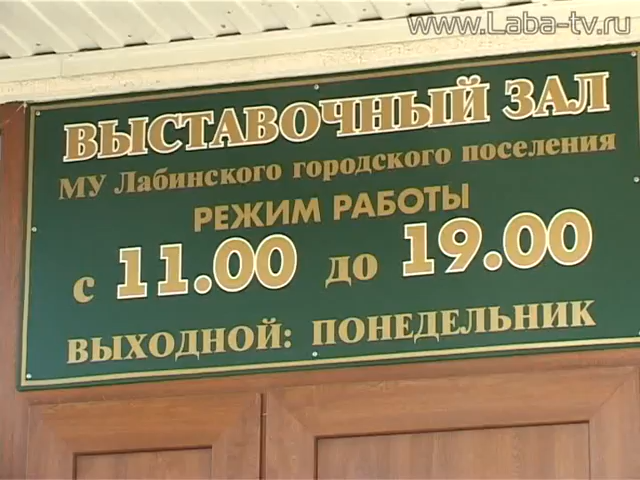 www.Laba-tv.ru
ВЫСТАВОЧНЫЙ ЗАЛ
МУ Лабинского городского поселения
РЕЖИМ РАБОТЫ
с 11.00 до 19.00
ВЫХОДНОЙ: ПОНЕДЕЛЬНИК